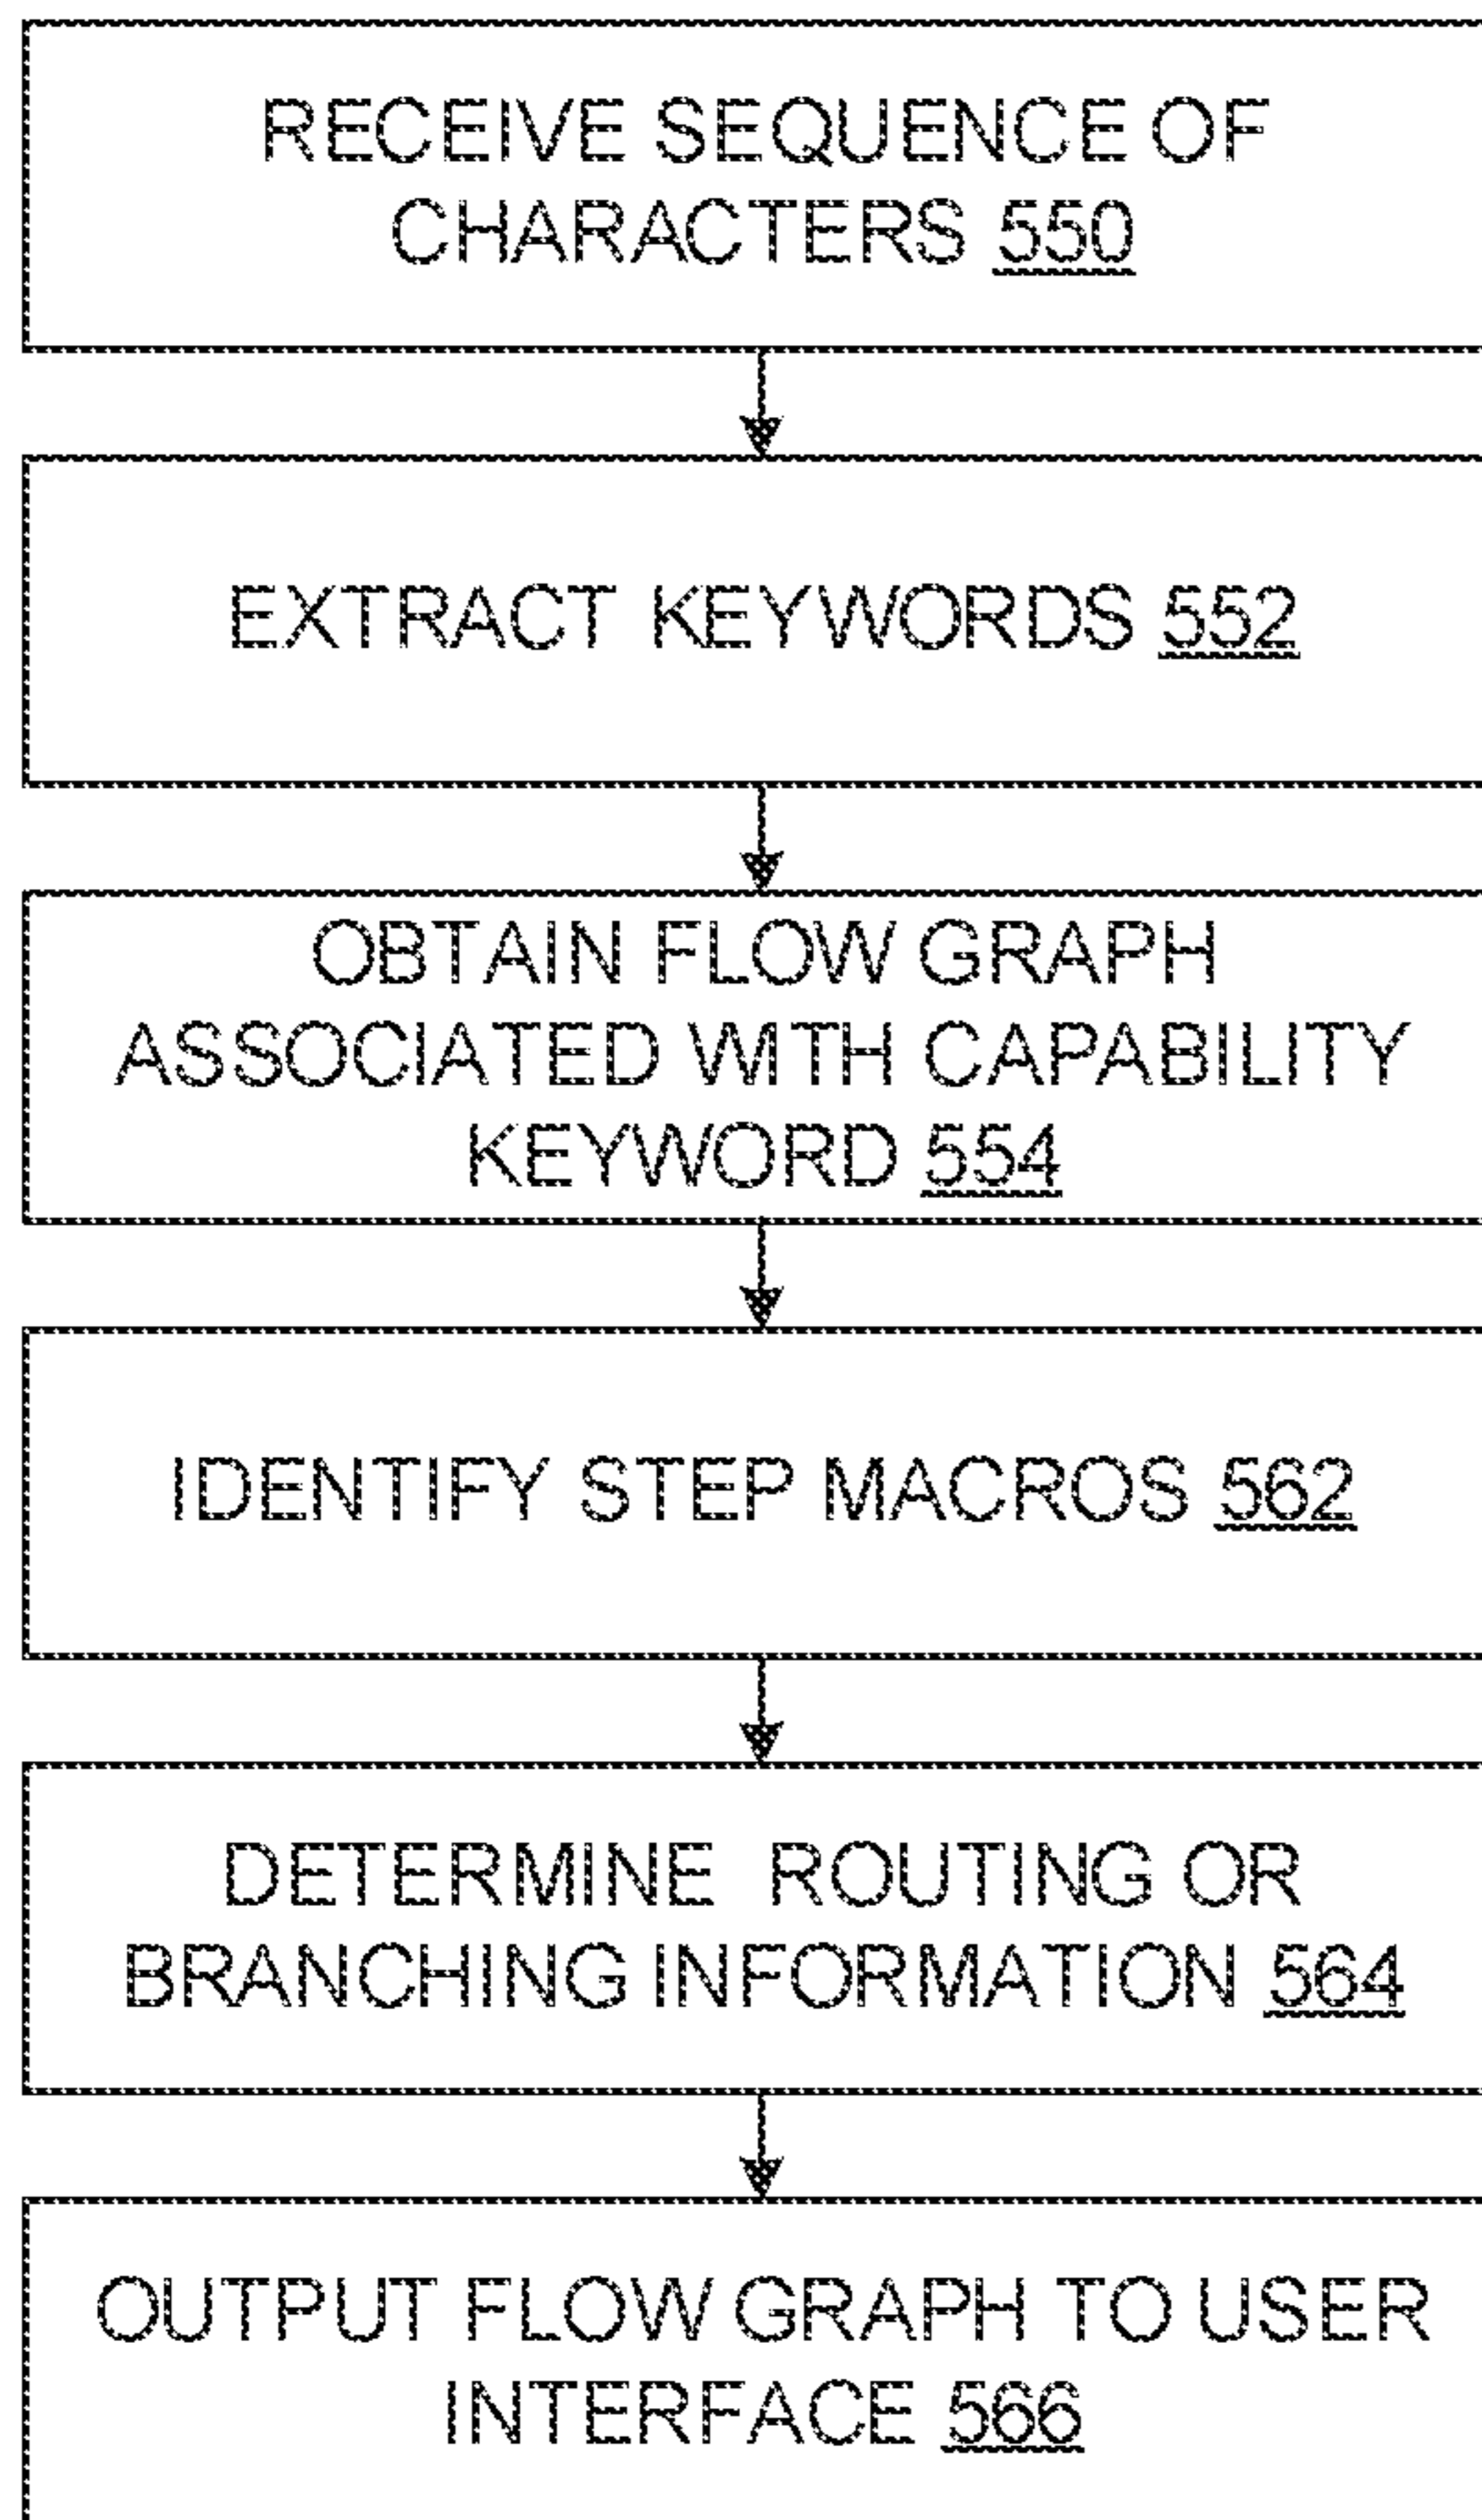 RECEIVE SEQUENCE OF
CHARACTERS 550
EXTRACT KEYWORDS 552
OBTAIN FLOW GRAPH
ASSOCIATED WITH CAPABILITY
KEYWORD 554
IDENTIFY STEP MACROS 562
DETERMINE ROUTING OR
BRANCHING INFORMATION 564
OUTPUT FLOW GRAPH TO USER
INTERFACE 566